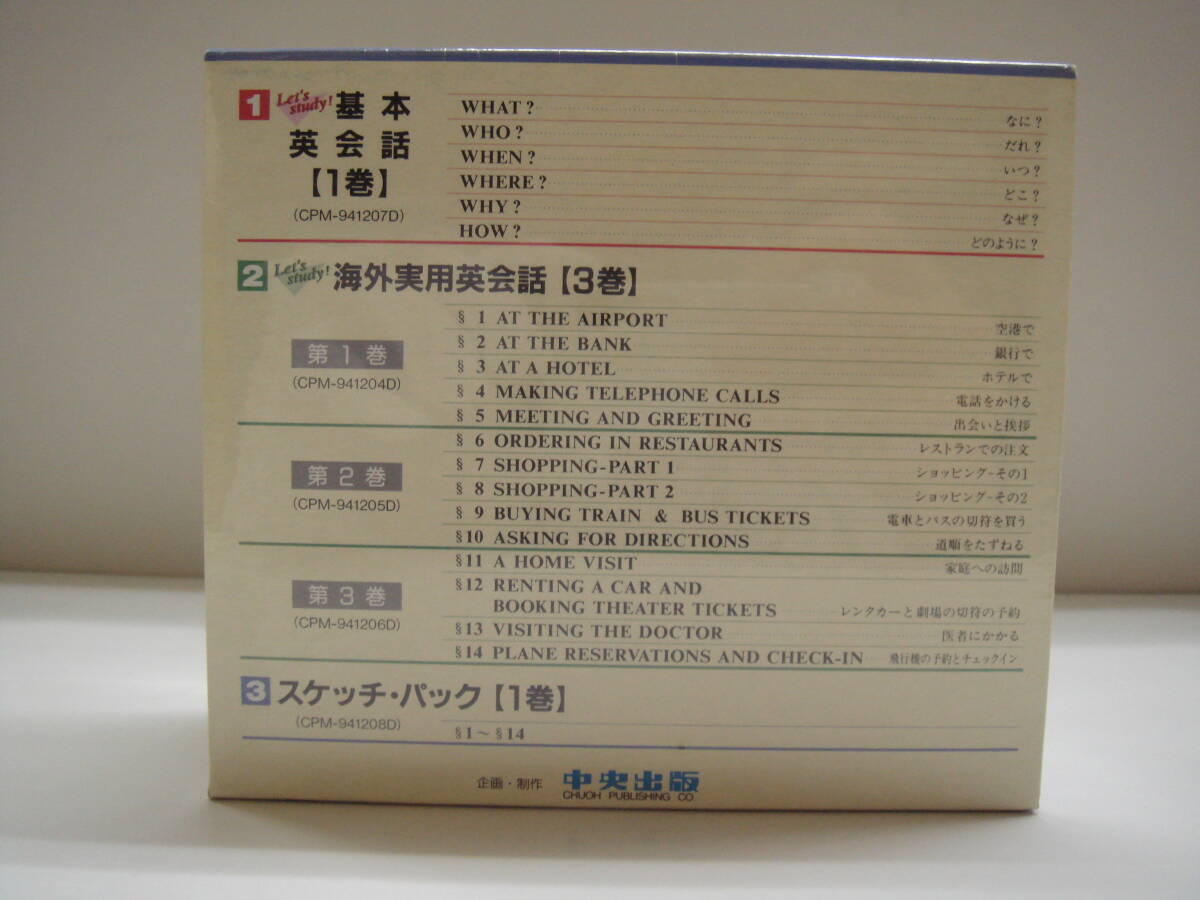 1 Let's study! 基本
英会話
【1巻】
(CPM-941207D)
WHAT? なに?
WHO? だれ?
WHEN? いつ?
WHERE? どこ?
WHY? なぜ?
HOW? どのように?
2 Let's study! 海外実用英会話【3巻】
第1巻
(CPM-941204D)
§ 1 AT THE AIRPORT 空港で
§ 2 AT THE BANK 銀行で
§ 3 AT A HOTEL ホテルで
§ 4 MAKING TELEPHONE CALLS 電話をかける
§ 5 MEETING AND GREETING 出会いと挨拶
第2巻
(CPM-941205D)
§ 6 ORDERING IN RESTAURANTS レストランでの注文
§ 7 SHOPPING-PART 1 ショッピング-その1
§ 8 SHOPPING-PART 2 ショッピング-その2
§ 9 BUYING TRAIN & BUS TICKETS 電車とバスの切符を買う
§10 ASKING FOR DIRECTIONS 道順をたずねる
第3巻
(CPM-941206D)
§11 A HOME VISIT 家庭への訪問
§12 RENTING A CAR AND
BOOKING THEATER TICKETS レンタカーと劇場の切符の予約
§13 VISITING THE DOCTOR 医者にかかる
§14 PLANE RESERVATIONS AND CHECK-IN 飛行機の予約とチェックイン
3 スケッチ・パック【1巻】
(CPM-941208D)
§1〜§14
企画・制作 中央出版
CHUOH PUBLISHING CO.